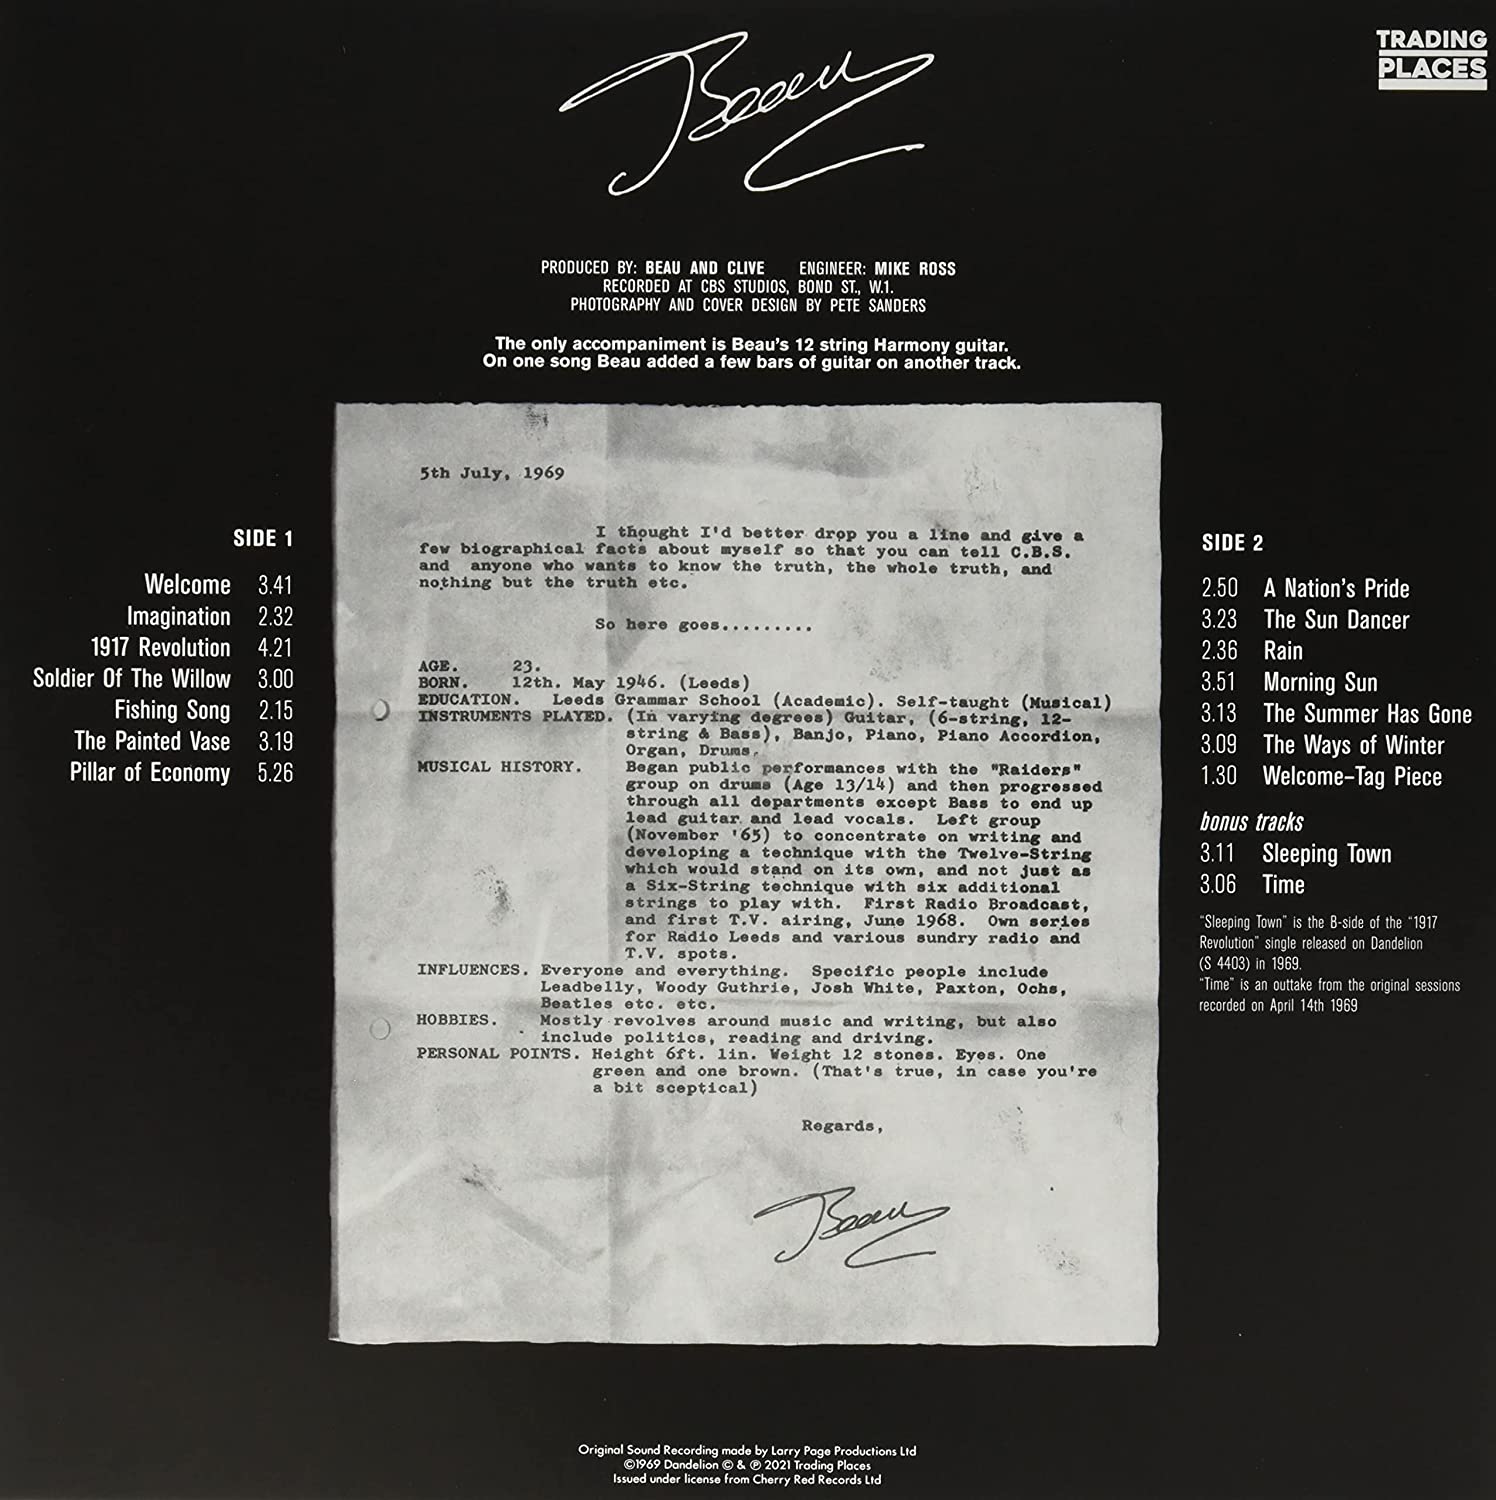 Beau
TRADING
PLACES
PRODUCED BY: BEAU AND CLIVE ENGINEER: MIKE ROSS
RECORDED AT CBS STUDIOS, BOND ST., W.1.
PHOTOGRAPHY AND COVER DESIGN BY PETE SANDERS
The only accompaniment is Beau's 12 string Harmony guitar.
On one song Beau added a few bars of guitar on another track.
SIDE 1
Welcome 3.41
Imagination 2.32
1917 Revolution 4.21
Soldier Of The Willow 3.00
Fishing Song 2.15
The Painted Vase 3.19
Pillar of Economy 5.26
5th July, 1969
I thought I'd better drop you a line and give a
few biographical facts about myself so that you can tell C.B.S.
and anyone who wants to know the truth, the whole truth, and
nothing but the truth etc.
So here goes.........
AGE. 23.
BORN. 12th. May 1946. (Leeds)
EDUCATION. Leeds Grammar School (Academic). Self-taught (Musical)
INSTRUMENTS PLAYED. (In varying degrees) Guitar, (6-string, 12-
string & Bass), Banjo, Piano, Piano Accordion,
Organ, Drums.
MUSICAL HISTORY. Began public performances with the "Raiders"
group on drums (Age 13/14) and then progressed
through all departments except Bass to end up
lead guitar and lead vocals. Left group
(November '65) to concentrate on writing and
developing a technique with the Twelve-String
which would stand on its own, and not just as
a Six-String technique with six additional
strings to play with. First Radio Broadcast,
and first T.V. airing, June 1968. Own series
for Radio Leeds and various sundry radio and
T.V. spots.
INFLUENCES. Everyone and everything. Specific people include
Leadbelly, Woody Guthrie, Josh White, Paxton, Ochs,
Beatles etc. etc.
HOBBIES. Mostly revolves around music and writing, but also
include politics, reading and driving.
PERSONAL POINTS. Height 6ft. 1in. Weight 12 stones. Eyes. One
green and one brown. (That's true, in case you're
a bit sceptical)
Regards,
Beau
SIDE 2
2.50 A Nation's Pride
3.23 The Sun Dancer
2.36 Rain
3.51 Morning Sun
3.13 The Summer Has Gone
3.09 The Ways of Winter
1.30 Welcome-Tag Piece
bonus tracks
3.11 Sleeping Town
3.06 Time
"Sleeping Town" is the B-side of the "1917
Revolution" single released on Dandelion
(S 4403) in 1969.
"Time" is an outtake from the original sessions
recorded on April 14th 1969
Original Sound Recording made by Larry Page Productions Ltd
©1969 Dandelion © & ℗ 2021 Trading Places
Issued under license from Cherry Red Records Ltd